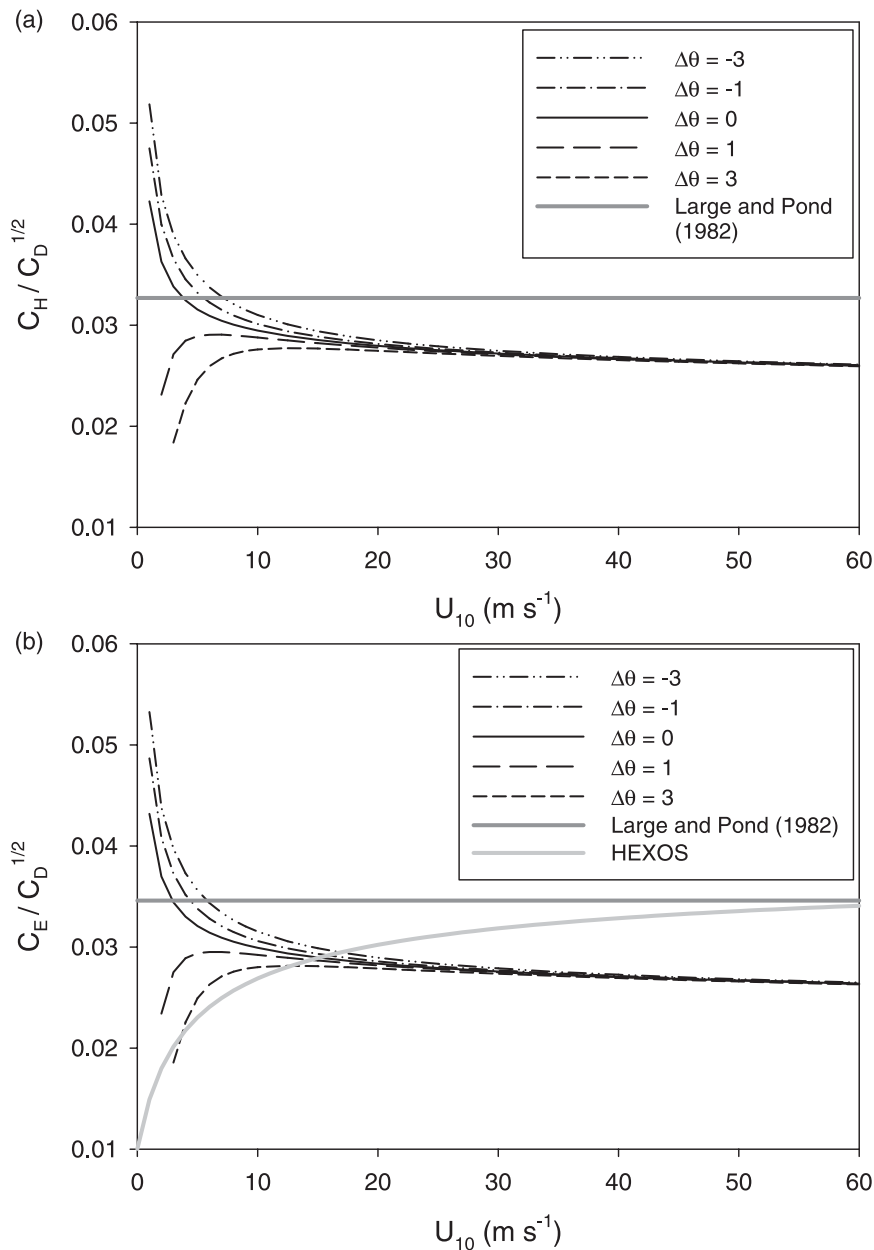 (a)
0.06
0.05
0.04
0.03
0.02
0.01
C_H / C_D^1/2
0 10 20 30 40 50 60
U_10 (m s^-1)
Δθ = -3
Δθ = -1
Δθ = 0
Δθ = 1
Δθ = 3
Large and Pond
(1982)
(b)
0.06
0.05
0.04
0.03
0.02
0.01
C_E / C_D^1/2
0 10 20 30 40 50 60
U_10 (m s^-1)
Δθ = -3
Δθ = -1
Δθ = 0
Δθ = 1
Δθ = 3
Large and Pond (1982)
HEXOS